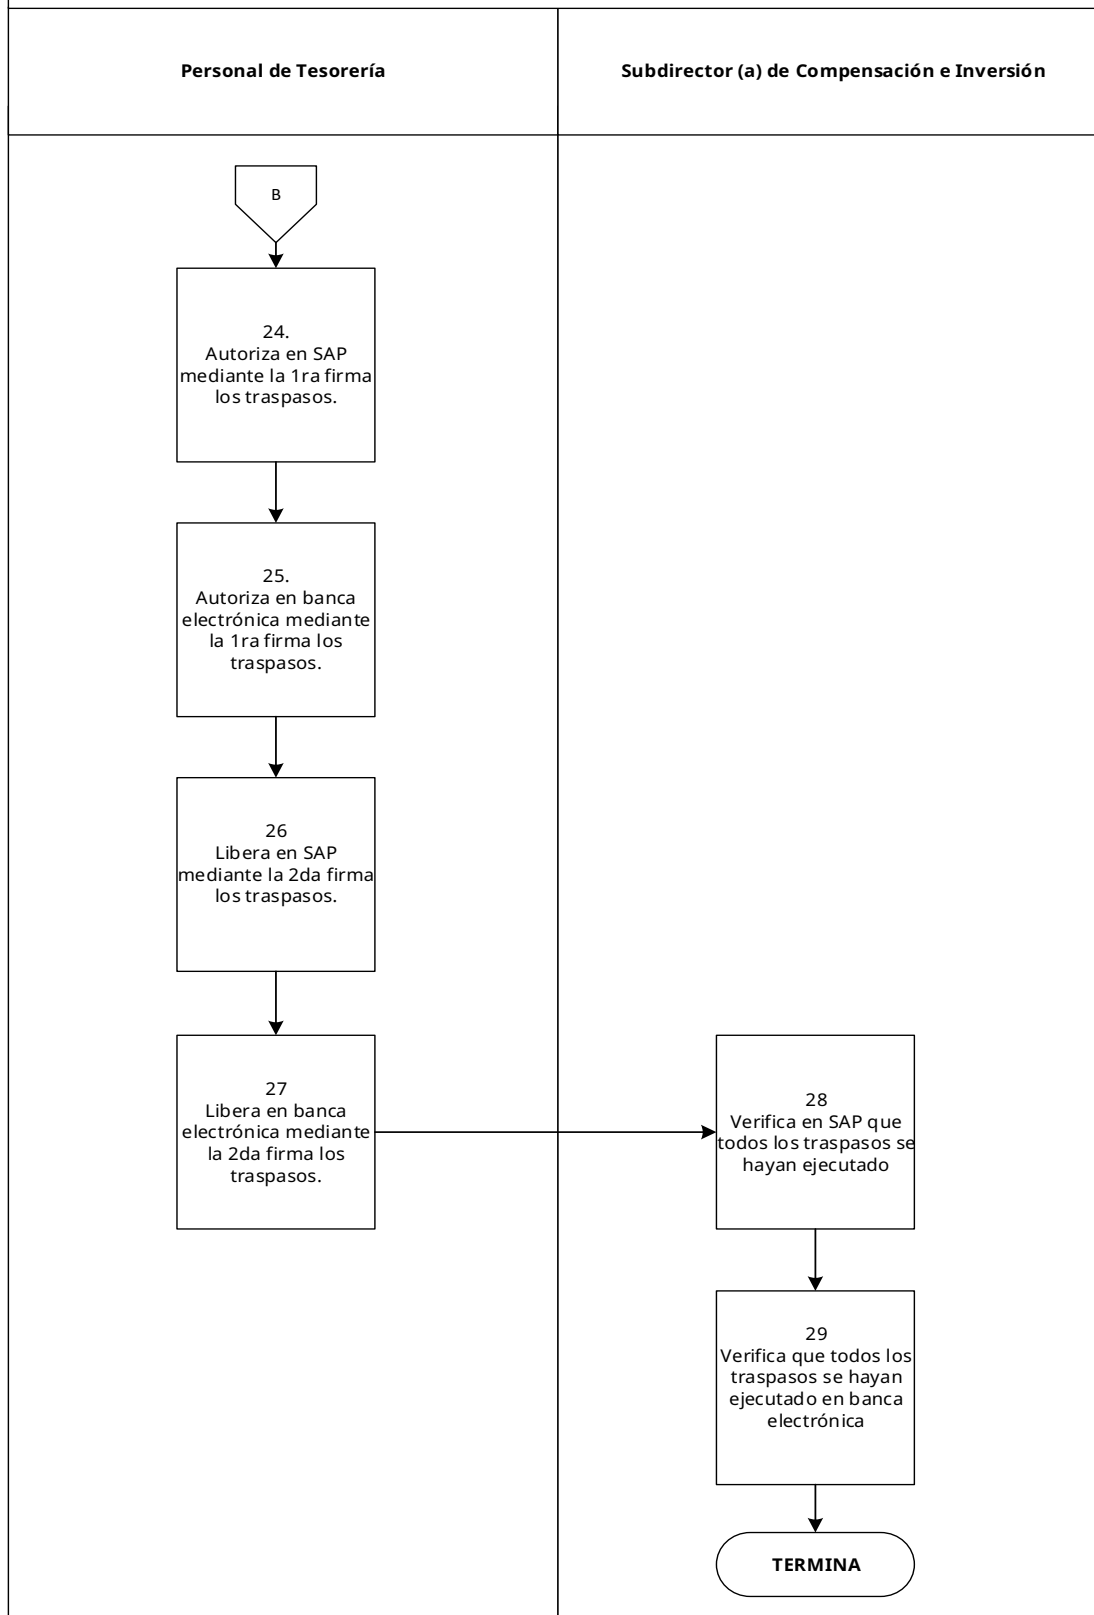 Personal de Tesorería
Subdirector (a) de Compensación e Inversión
B
24.
Autoriza en SAP
mediante la 1ra firma
los traspasos.
25.
Autoriza en banca
electrónica mediante
la 1ra firma los
traspasos.
26
Libera en SAP
mediante la 2da firma
los traspasos.
27
Libera en banca
electrónica mediante
la 2da firma los
traspasos.
28
Verifica en SAP que
todos los traspasos se
hayan ejecutado
29
Verifica que todos los
traspasos se hayan
ejecutado en banca
electrónica
TERMINA